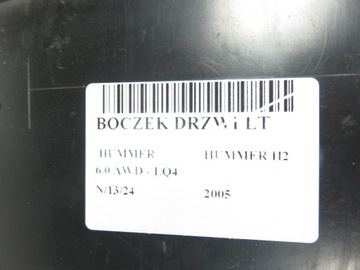 BOCZEK DRZWI LT
HUMMER HUMMER H2
6.0 AWD - LQ4
N/13/24 2005